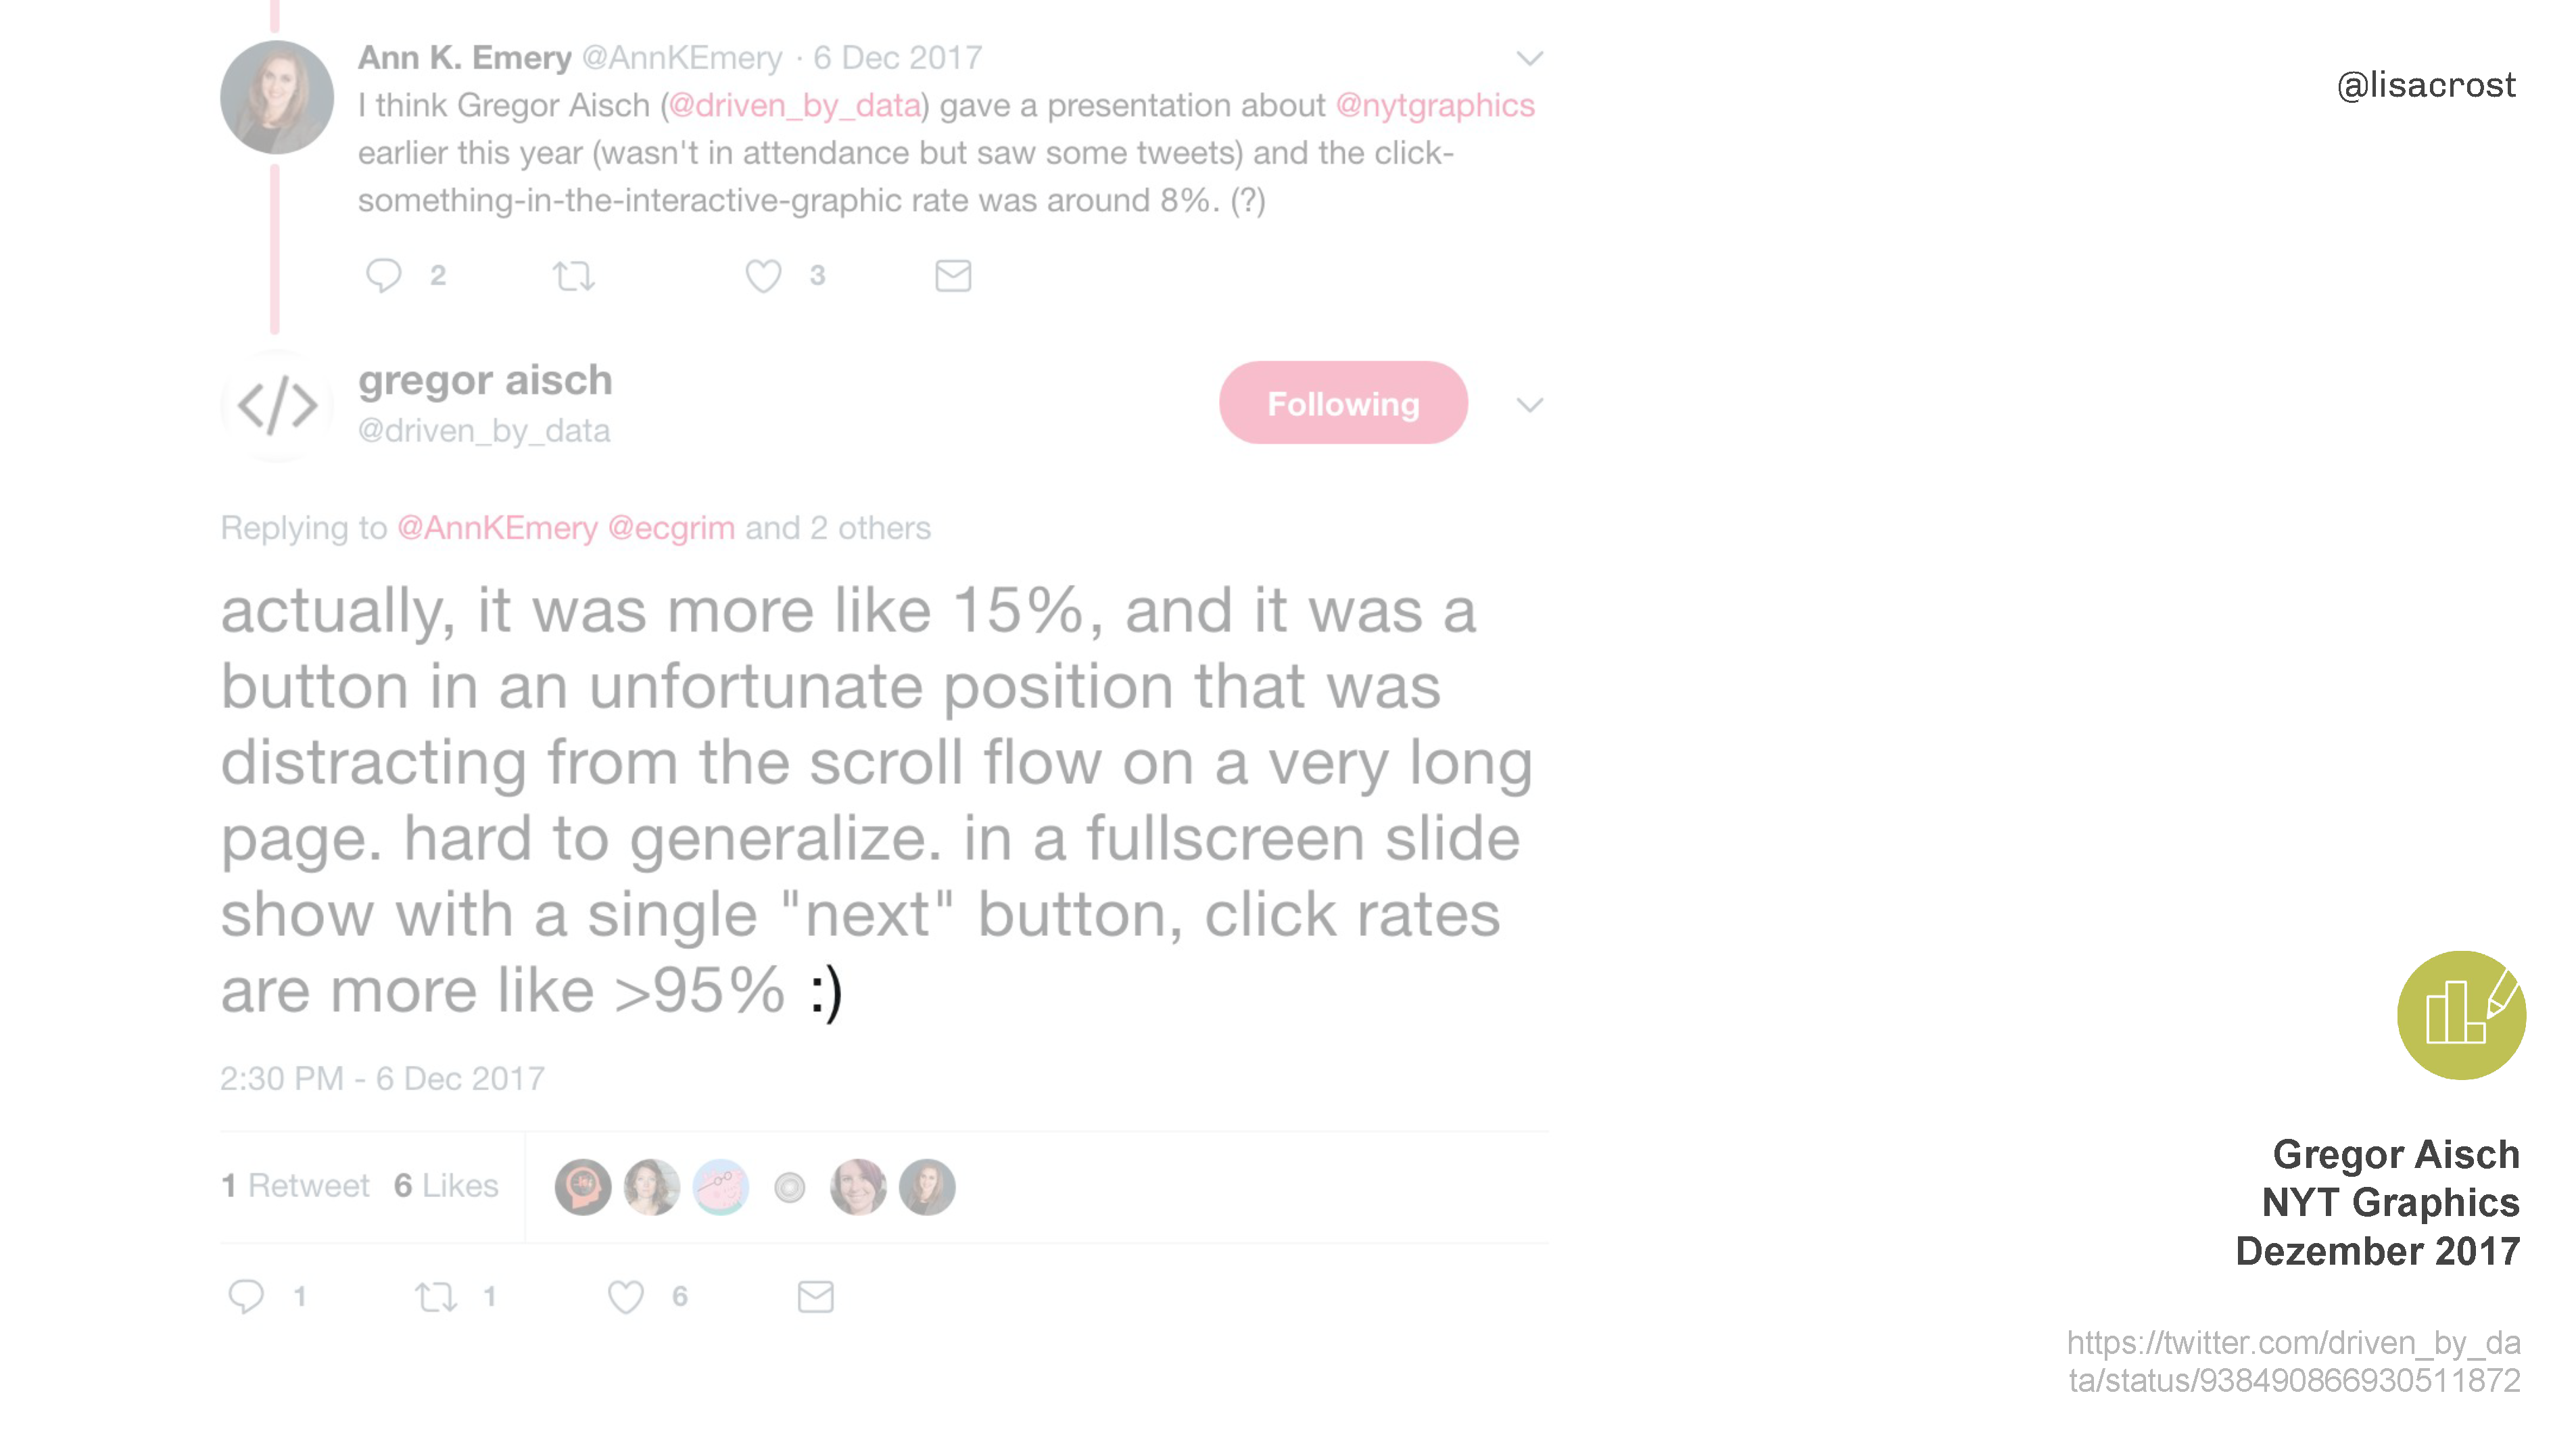 Ann K. Emery @AnnKEmery · 6 Dec 2017
I think Gregor Aisch (@driven_by_data) gave a presentation about @nytgraphics
earlier this year (wasn't in attendance but saw some tweets) and the click-
something-in-the-interactive-graphic rate was around 8%. (?)
2 3
gregor aisch
@driven_by_data
Following
Replying to @AnnKEmery @ecgrim and 2 others
actually, it was more like 15%, and it was a
button in an unfortunate position that was
distracting from the scroll flow on a very long
page. hard to generalize. in a fullscreen slide
show with a single "next" button, click rates
are more like >95% :)
2:30 PM - 6 Dec 2017
1 Retweet 6 Likes
1 1 6
@lisacrost
Gregor Aisch
NYT Graphics
Dezember 2017
https://twitter.com/driven_by_da
ta/status/938490866930511872